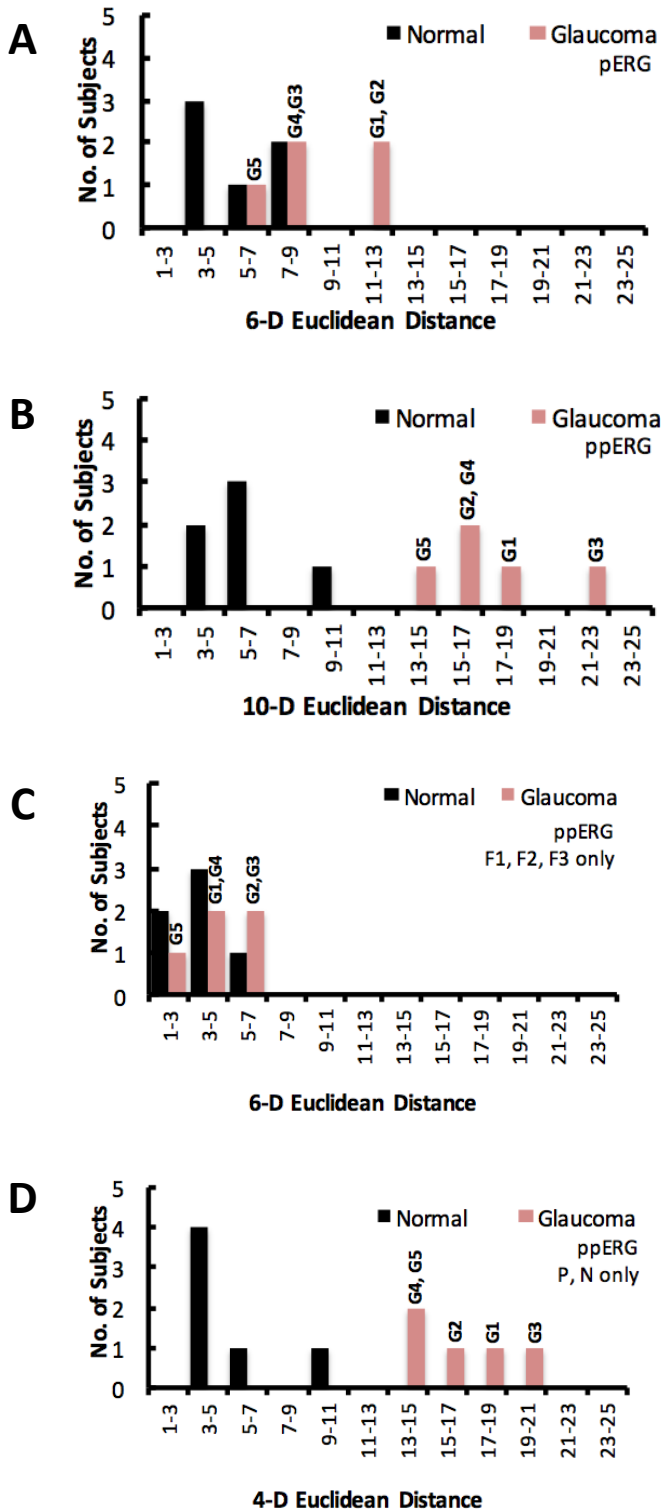 A
Normal Glaucoma
pERG
No. of Subjects
5
4
3
2
1
0
G5
G4,G3
G1, G2
1-3 3-5 5-7 7-9 9-11 11-13 13-15 15-17 17-19 19-21 21-23 23-25
6-D Euclidean Distance
B
Normal Glaucoma
ppERG
No. of Subjects
5
4
3
2
1
0
G5
G2, G4
G1
G3
1-3 3-5 5-7 7-9 9-11 11-13 13-15 15-17 17-19 19-21 21-23 23-25
10-D Euclidean Distance
C
Normal Glaucoma
ppERG
F1, F2, F3 only
No. of Subjects
5
4
3
2
1
0
G5
G1,G4
G2,G3
1-3 3-5 5-7 7-9 9-11 11-13 13-15 15-17 17-19 19-21 21-23 23-25
6-D Euclidean Distance
D
Normal Glaucoma
ppERG
P, N only
No. of Subjects
5
4
3
2
1
0
G4, G5
G2
G1
G3
1-3 3-5 5-7 7-9 9-11 11-13 13-15 15-17 17-19 19-21 21-23 23-25
4-D Euclidean Distance